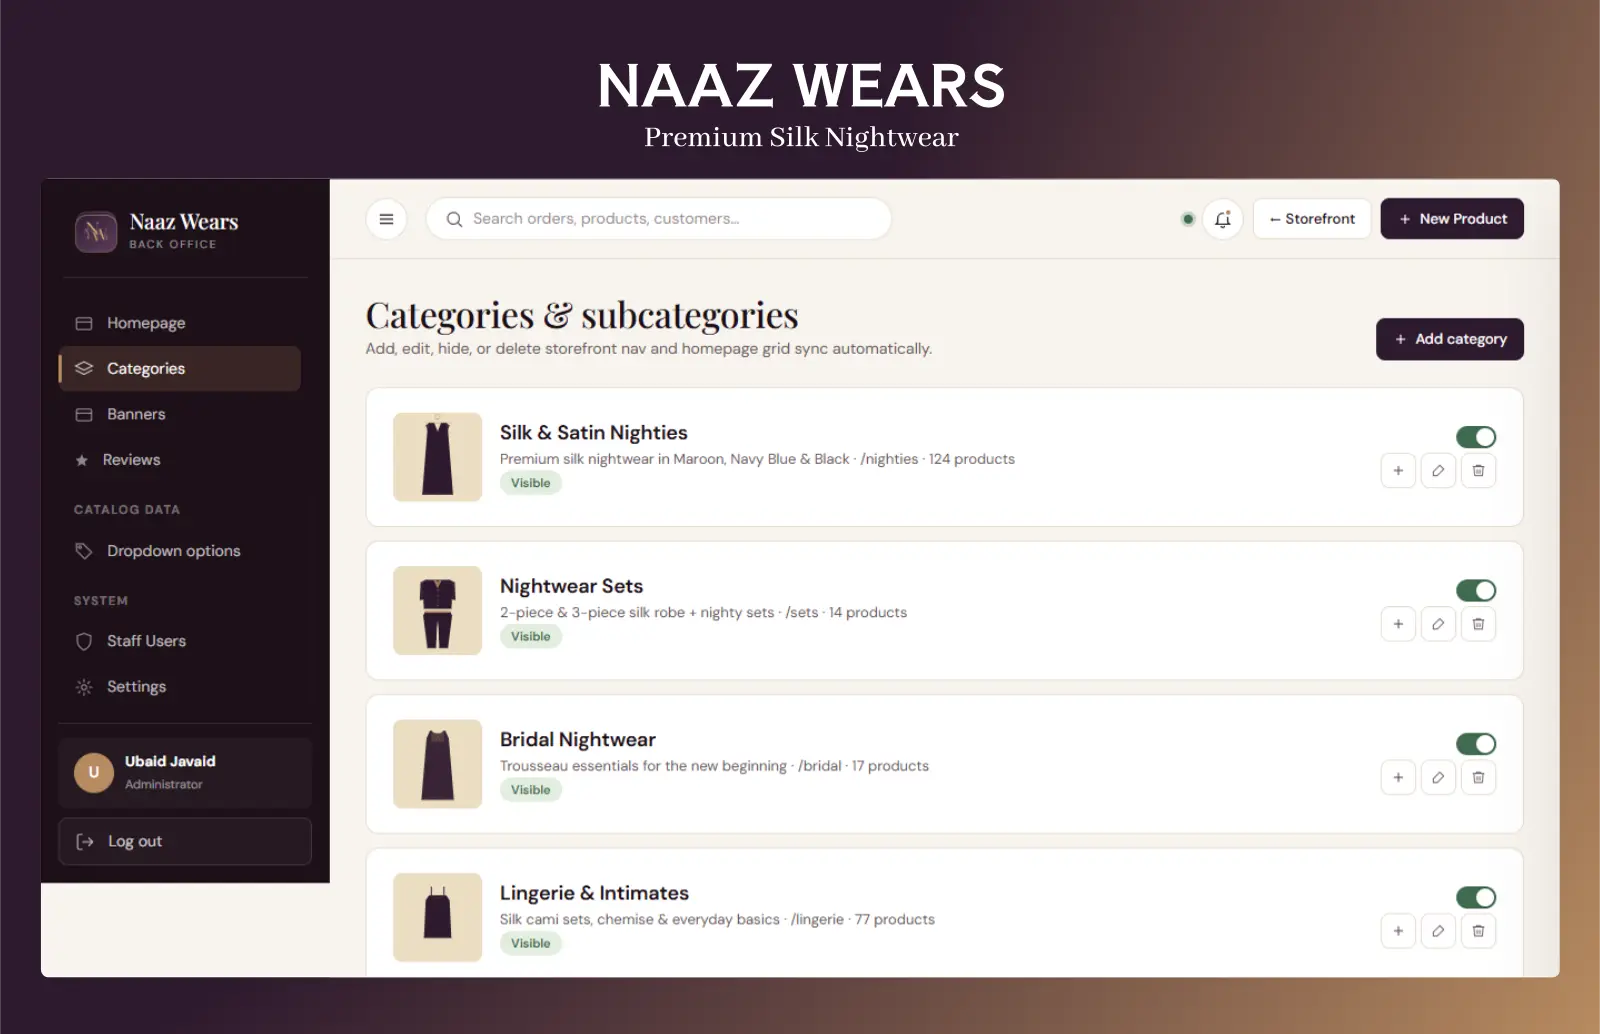 NAAZ WEARS
Premium Silk Nightwear
Naaz Wears
BACK OFFICE
Homepage
Categories
Banners
Reviews
CATALOG DATA
Dropdown options
SYSTEM
Staff Users
Settings
U
Ubaid Javaid
Administrator
Log out
Search orders, products, customers...
← Storefront
+ New Product
Categories & subcategories
Add, edit, hide, or delete storefront nav and homepage grid sync automatically.
+ Add category
Silk & Satin Nighties
Premium silk nightwear in Maroon, Navy Blue & Black · /nighties · 124 products
Visible
Nightwear Sets
2-piece & 3-piece silk robe + nighty sets · /sets · 14 products
Visible
Bridal Nightwear
Trousseau essentials for the new beginning · /bridal · 17 products
Visible
Lingerie & Intimates
Silk cami sets, chemise & everyday basics · /lingerie · 77 products
Visible